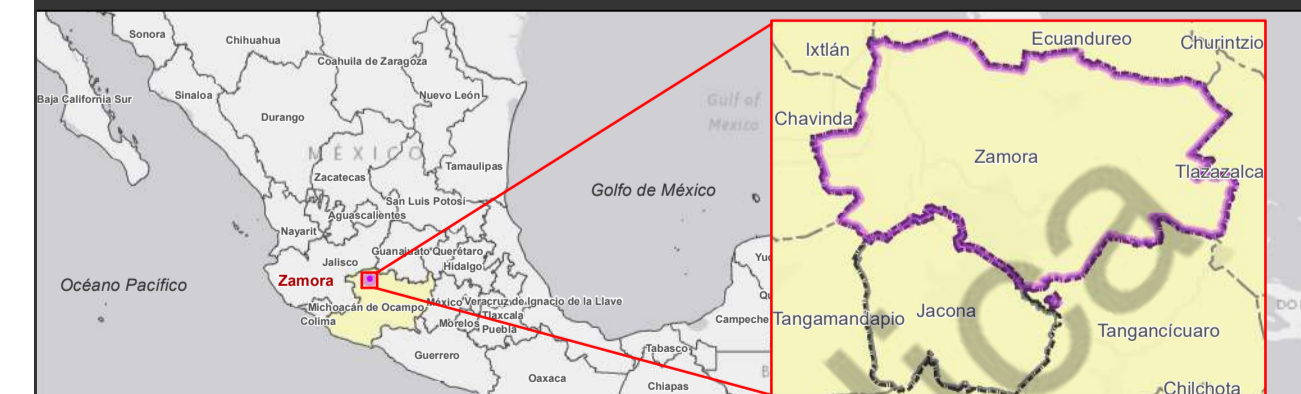 Sonora
Chihuahua
Coahuila de Zaragoza
Baja California Sur
Sinaloa
Nuevo León
Durango
Gulf of
Mexico
MÉXICO
Tamaulipas
Zacatecas
Golfo de México
San Luis Potosí
Aguascalientes
Nayarit
Guanajuato
Querétaro
Jalisco
Hidalgo
Zamora
Océano Pacífico
Michoacán de Ocampo
México
Veracruz de Ignacio de la Llave
Colima
Tlaxcala
Morelos
Puebla
Campeche
Guerrero
Tabasco
Oaxaca
Chiapas
Ixtlán
Ecuandureo
Churintzio
Chavinda
Zamora
Tlazazalca
Tangamandapio
Jacona
Tangancícuaro
Chilchota